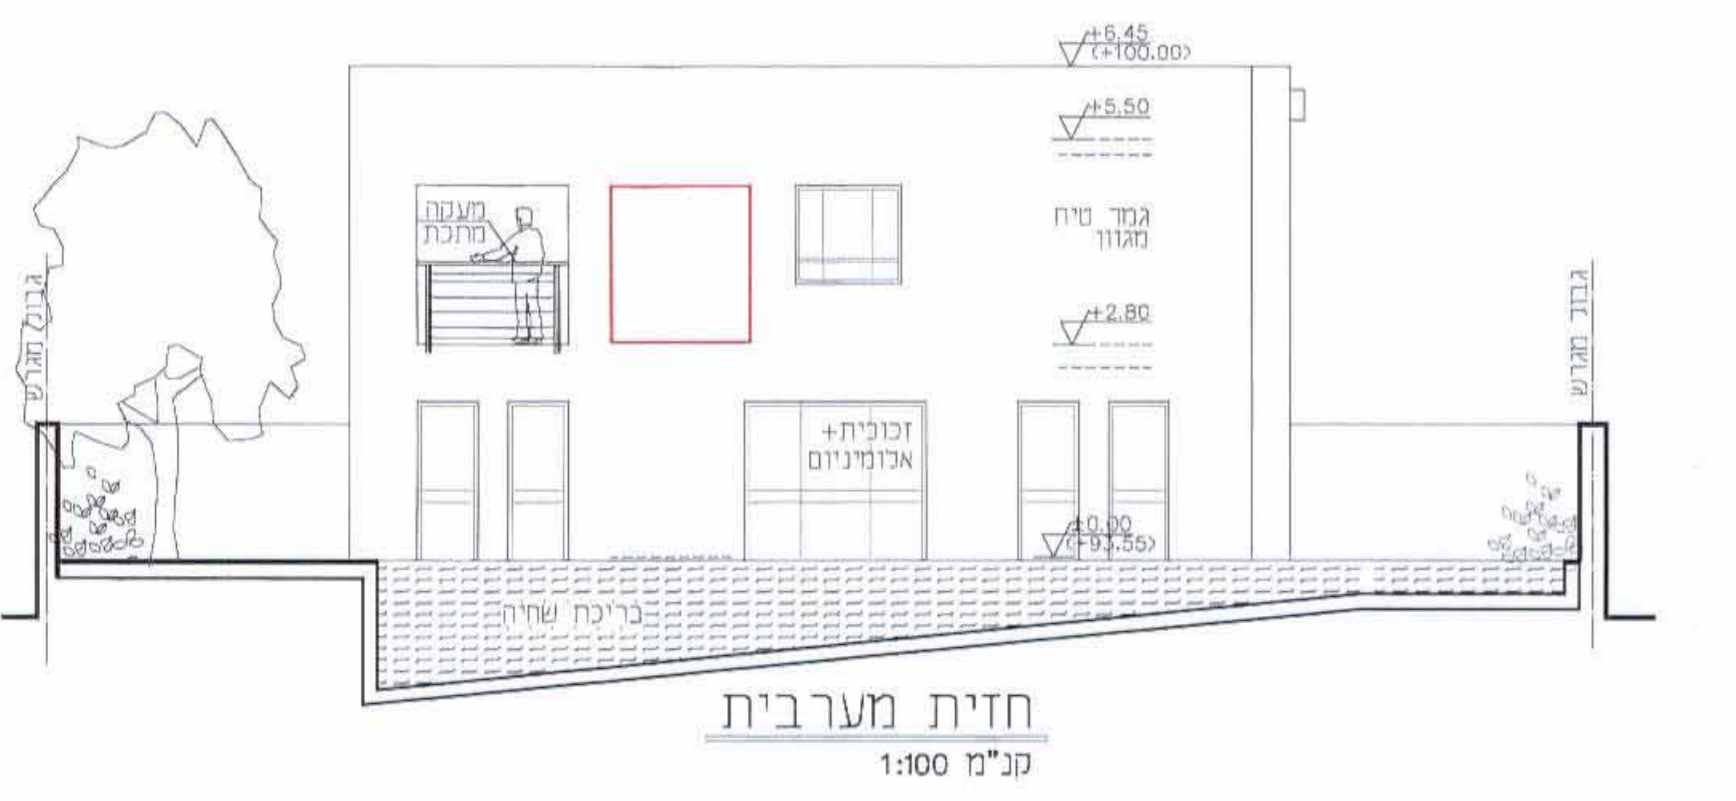 +6.45
(+100.00)
+5.50
מעקה
מתכת
גמר טיח
מגוון
גבול מגרש
גבול מגרש
+2.80
זכוכית+
אלומיניום
±0.00
(+93.55)
בריכת שחיה
חזית מערבית
קנ"מ 1:100